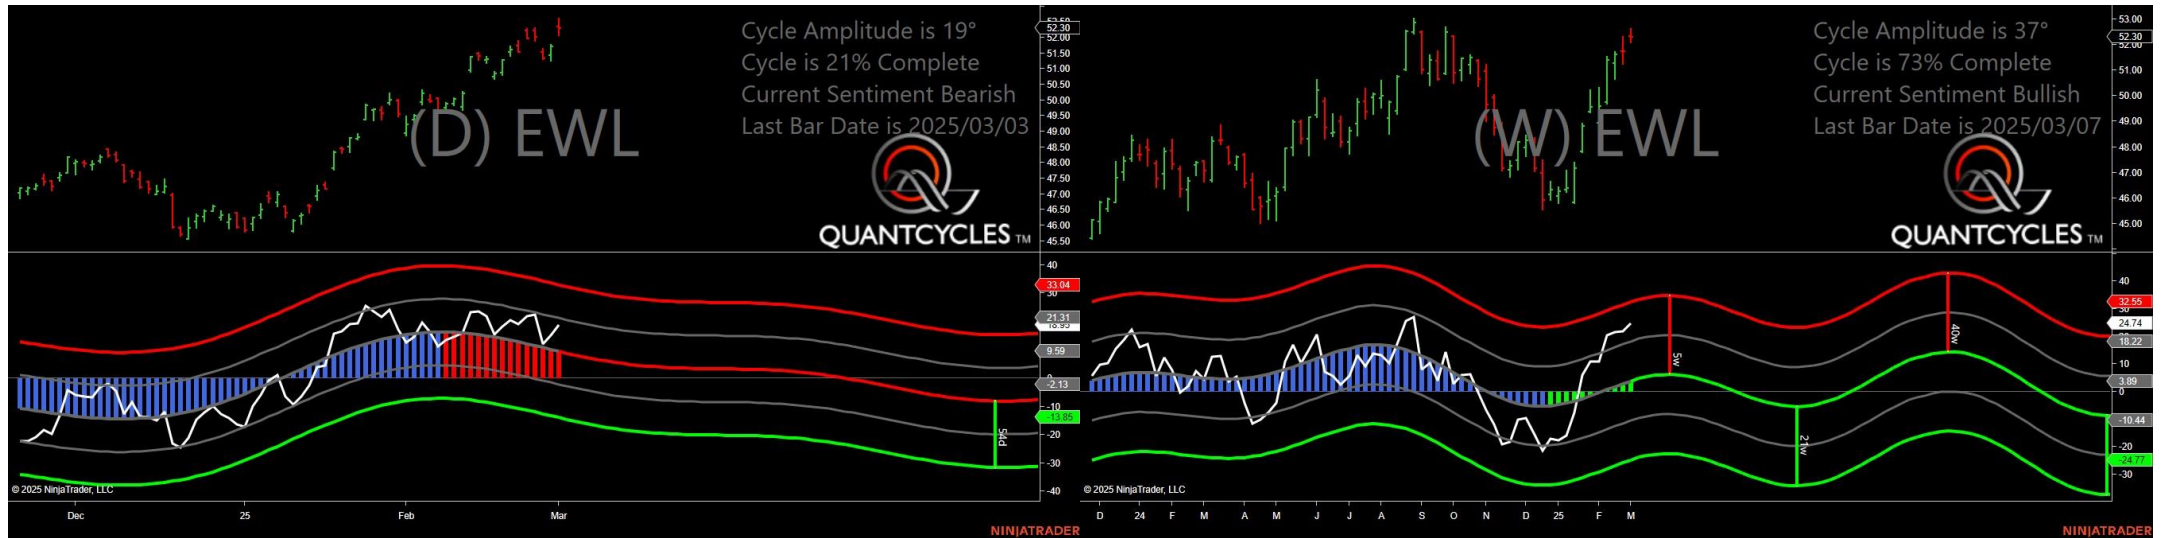 Cycle Amplitude is 19°
Cycle is 21% Complete
Current Sentiment Bearish
Last Bar Date is 2025/03/03
(D) EWL
QUANTCYCLES TM
52.30
52.00
51.50
51.00
50.50
50.00
49.50
49.00
48.50
48.00
47.50
47.00
46.50
46.00
45.50
40
33.04
30
21.31
18.95
9.59
-2.13
-10
-13.85
-20
-30
-40
54d
© 2025 NinjaTrader, LLC
Dec
25
Feb
Mar
NINJATRADER
Cycle Amplitude is 37°
Cycle is 73% Complete
Current Sentiment Bullish
Last Bar Date is 2025/03/07
(W) EWL
QUANTCYCLES TM
53.00
52.30
52.00
51.00
50.00
49.00
48.00
47.00
46.00
45.00
40
32.55
24.74
18.22
10
3.89
0
-10.44
-20
-24.77
-30
5w
21w
40w
© 2025 NinjaTrader, LLC
D
24
F
M
A
M
J
J
A
S
O
N
D
25
F
M
NINJATRADER